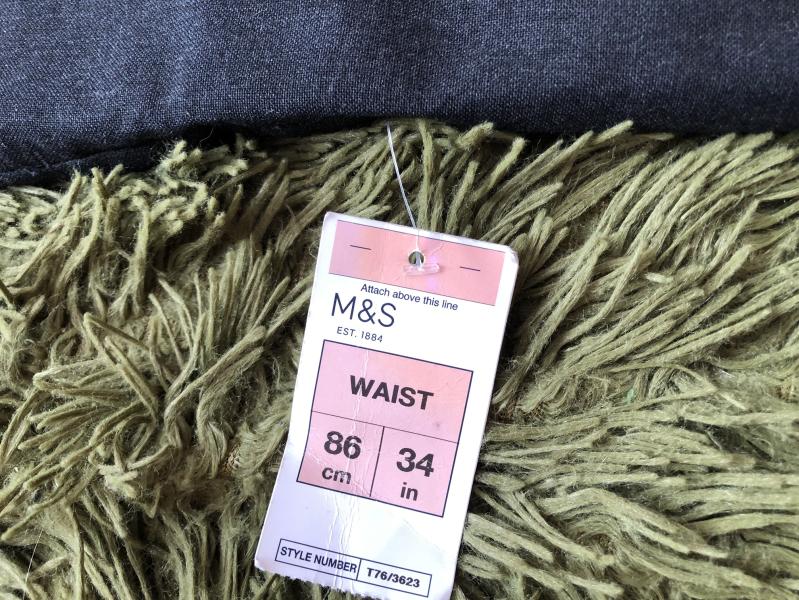 Attach above this line
M&S
EST. 1884
WAIST
86 34
cm in
STYLE NUMBER T76/3623